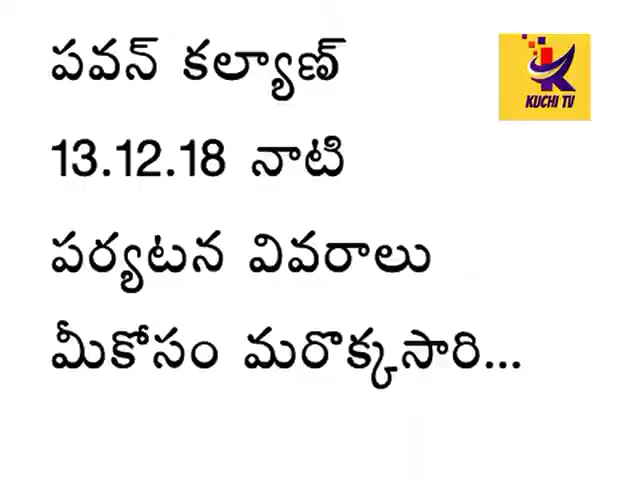 పవన్ కల్యాణ్
KUCHI TV
13.12.18 నాటి
పర్యటన వివరాలు
మీకోసం మరొక్కసారి...